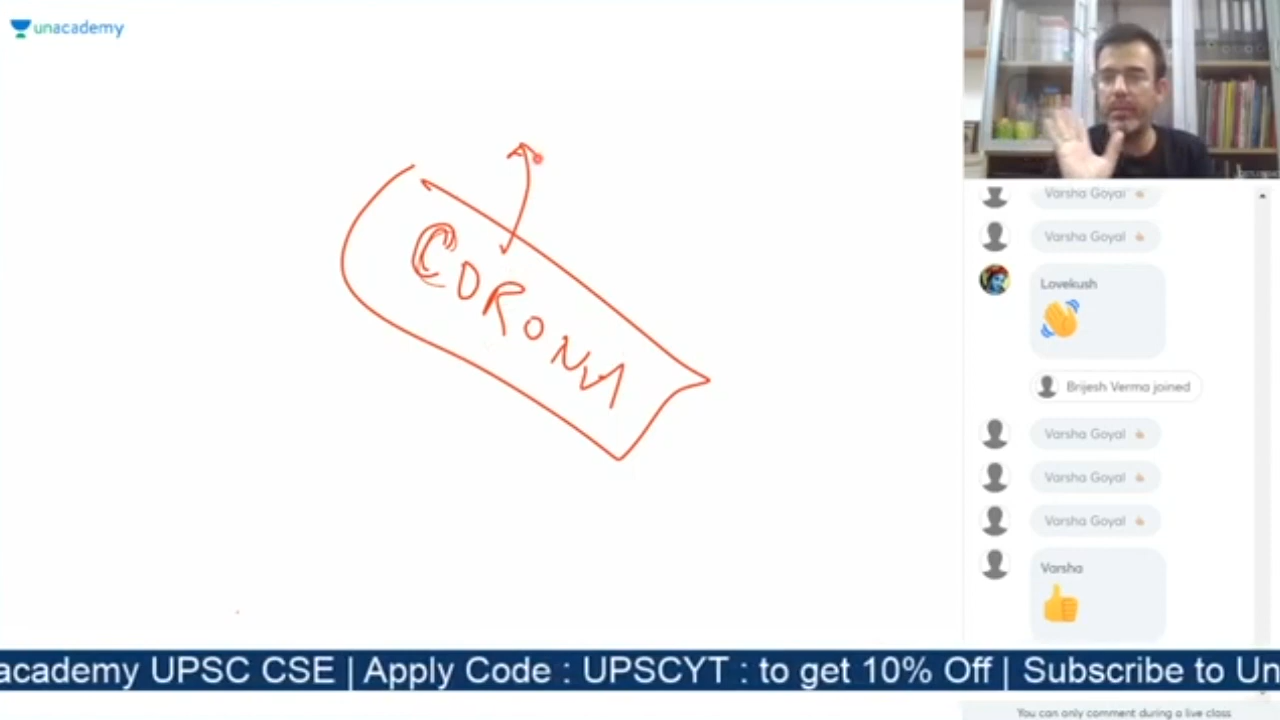 unacademy
CORONA
Varsha Goyal
Varsha Goyal
Lovekush
Brijesh Verma joined
Varsha Goyal
Varsha Goyal
Varsha Goyal
Varsha
academy UPSC CSE | Apply Code : UPSCYT : to get 10% Off | Subscribe to Un
You can only comment during a live class